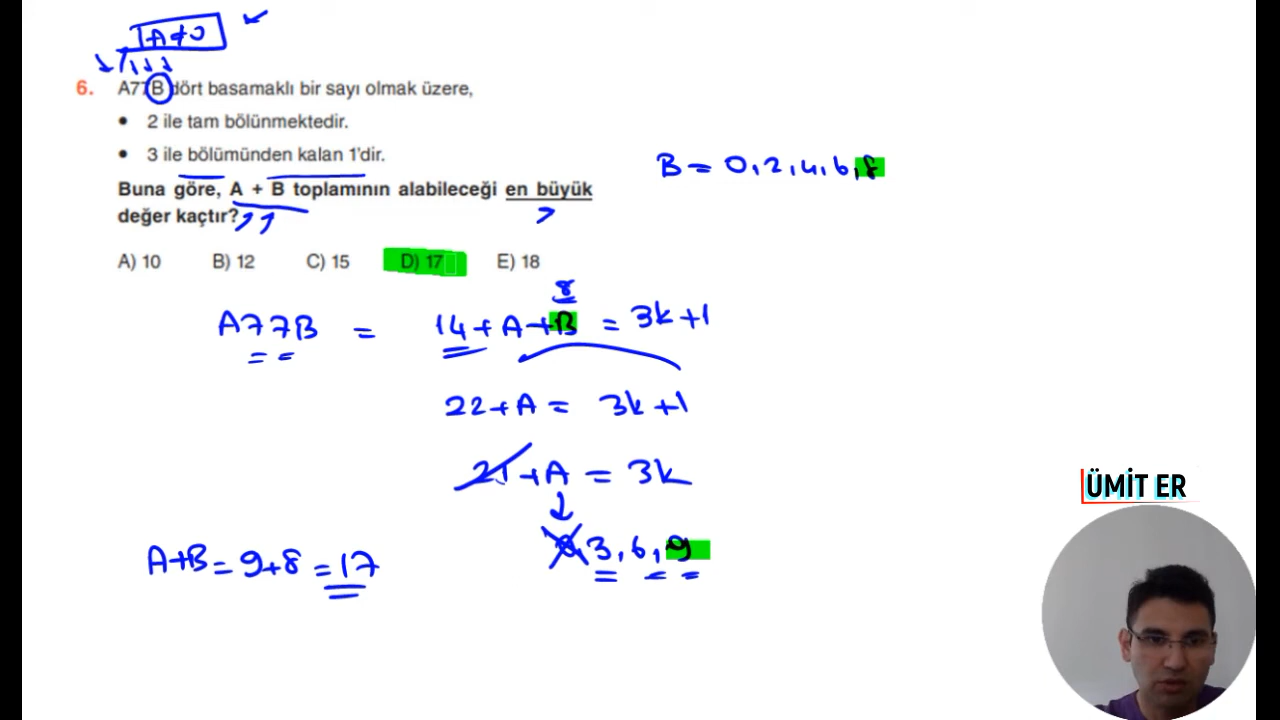 A≠0
6. A77B dört basamaklı bir sayı olmak üzere,
• 2 ile tam bölünmektedir.
• 3 ile bölümünden kalan 1'dir.
Buna göre, A + B toplamının alabileceği en büyük
değer kaçtır?
A) 10 B) 12 C) 15 D) 17 E) 18
B = 0, 2, 4, 6, 8
8
A77B = 14 + A + B = 3k + 1
22 + A = 3k + 1
21 + A = 3k
0, 3, 6, 9
A+B = 9+8 = 17
ÜMİT ER